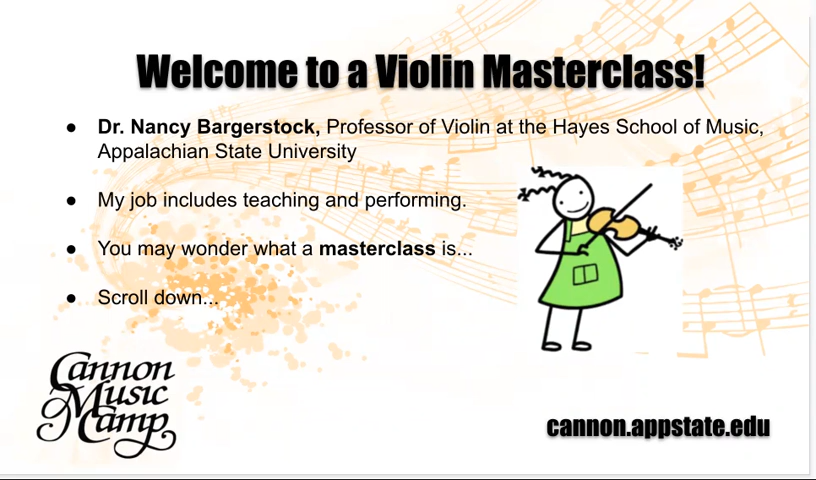 Welcome to a Violin Masterclass!
● Dr. Nancy Bargerstock, Professor of Violin at the Hayes School of Music,
Appalachian State University
● My job includes teaching and performing.
● You may wonder what a masterclass is...
● Scroll down...
Cannon
Music
Camp
cannon.appstate.edu